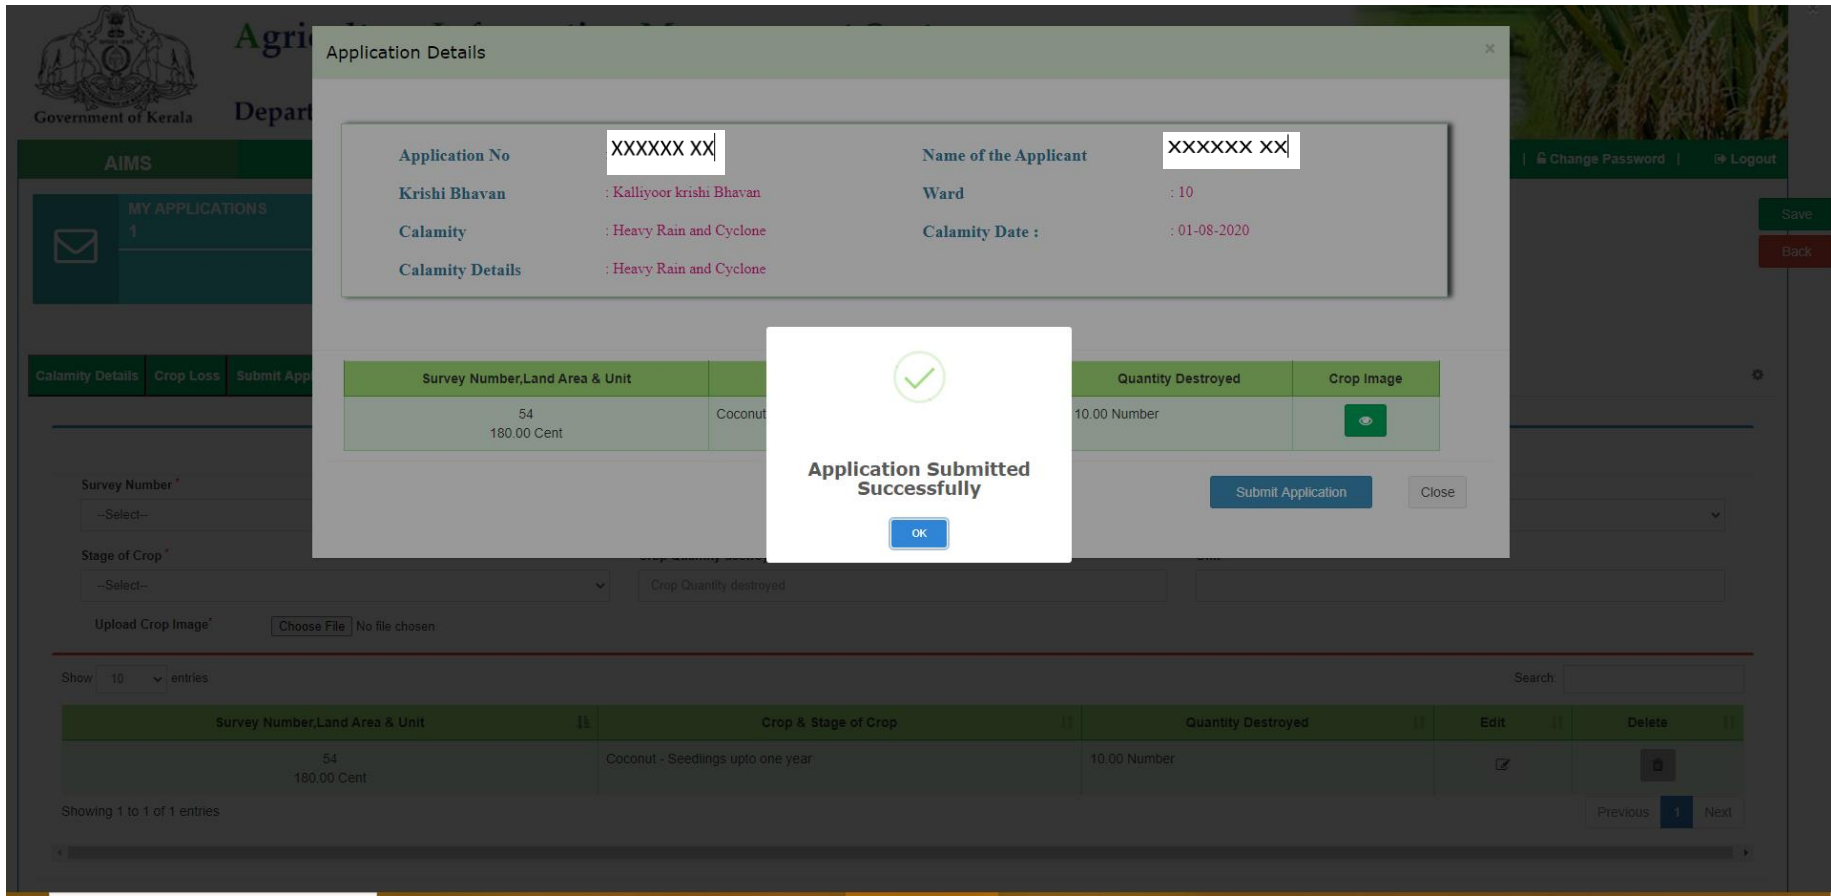 Agri
Depart
Government of Kerala
AIMS
Change Password | Logout
MY APPLICATIONS
1
Save
Back
Application Details ×
Application No XXXXXX XX Name of the Applicant XXXXXX XX
Krishi Bhavan : Kalliyoor krishi Bhavan Ward : 10
Calamity : Heavy Rain and Cyclone Calamity Date : : 01-08-2020
Calamity Details : Heavy Rain and Cyclone
Calamity Details Crop Loss Submit Appl
Survey Number,Land Area & Unit Quantity Destroyed Crop Image
54 Coconut 10.00 Number
180.00 Cent
Application Submitted
Successfully
OK
Submit Application Close
Survey Number *
--Select--
Stage of Crop *
--Select-- Crop Quantity destroyed
Upload Crop Image* Choose File No file chosen
Show 10 entries Search:
Survey Number,Land Area & Unit Crop & Stage of Crop Quantity Destroyed Edit Delete
54 Coconut - Seedlings upto one year 10.00 Number
180.00 Cent
Showing 1 to 1 of 1 entries Previous 1 Next